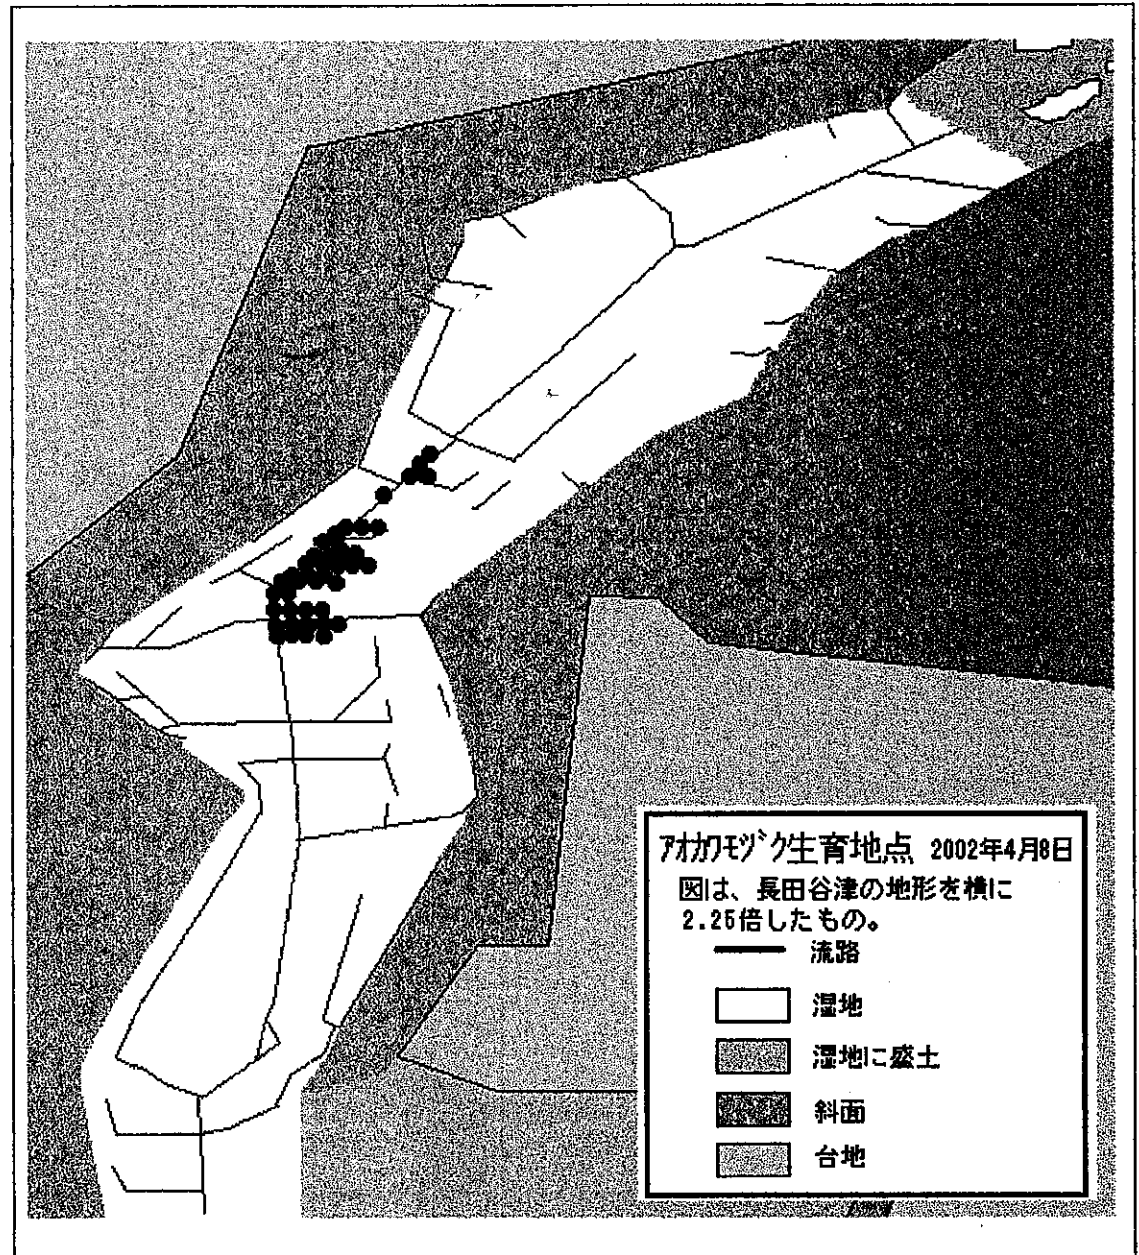 アオカワモヅク生育地点 2002年4月8日
図は、長田谷津の地形を横に
2.25倍したもの。
流路
湿地
湿地に盛土
斜面
台地